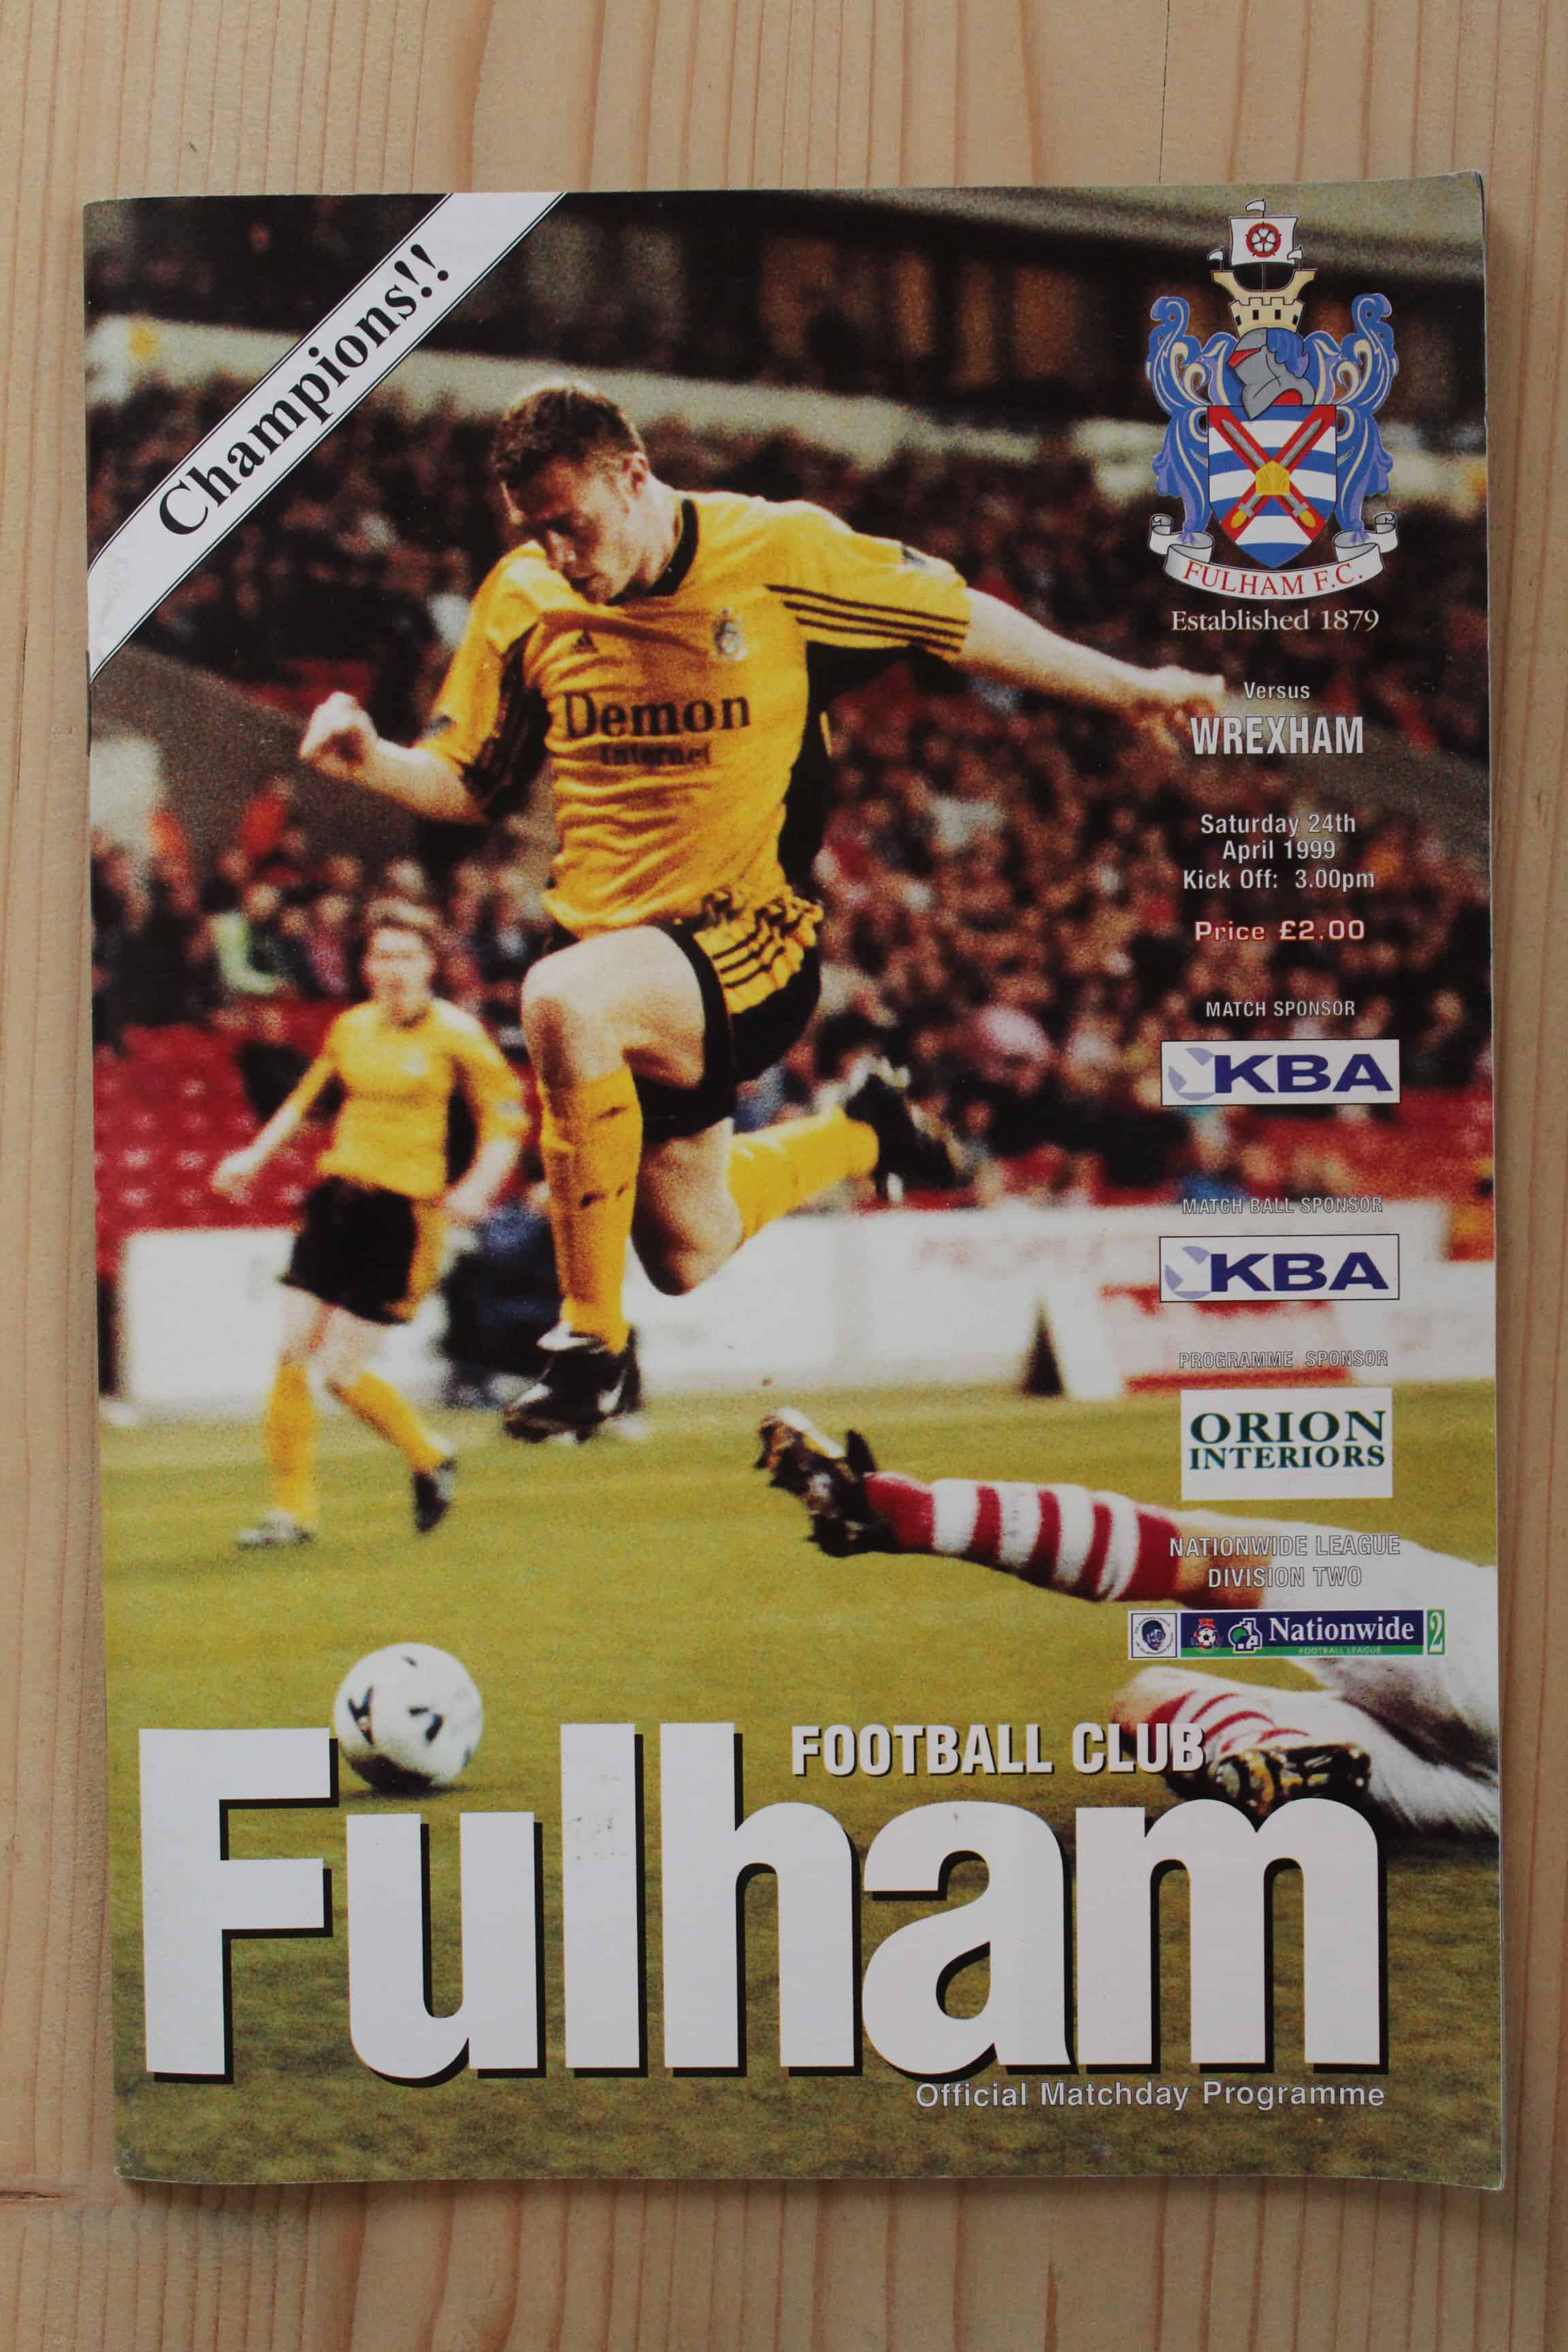 Champions!!
FULHAM F.C.
Established 1879
Versus
WREXHAM
Saturday 24th
April 1999
Kick Off: 3.00pm
Price £2.00
MATCH SPONSOR
KBA
MATCH BALL SPONSOR
KBA
PROGRAMME SPONSOR
ORION
INTERIORS
NATIONWIDE LEAGUE
DIVISION TWO
Nationwide 2
FOOTBALL LEAGUE
Demon
Internet
FOOTBALL CLUB
Fulham
Official Matchday Programme